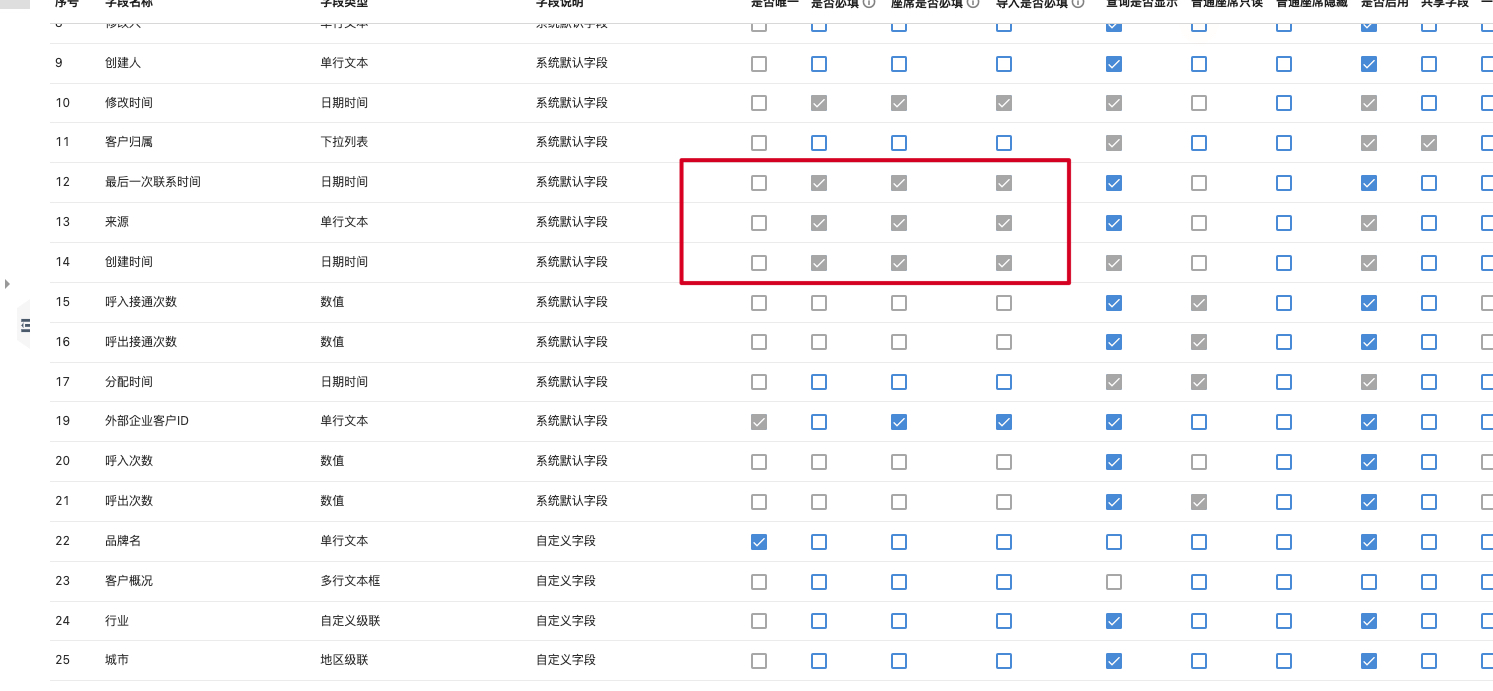 序号 字段名称 字段类型 字段说明 是否唯一 是否必填 座席是否必填 导入是否必填 查询是否显示 普通座席只读 普通座席隐藏 是否启用 共享字段
8 修改人 单行文本 系统默认字段
9 创建人 单行文本 系统默认字段
10 修改时间 日期时间 系统默认字段
11 客户归属 下拉列表 系统默认字段
12 最后一次联系时间 日期时间 系统默认字段
13 来源 单行文本 系统默认字段
14 创建时间 日期时间 系统默认字段
15 呼入接通次数 数值 系统默认字段
16 呼出接通次数 数值 系统默认字段
17 分配时间 日期时间 系统默认字段
19 外部企业客户ID 单行文本 系统默认字段
20 呼入次数 数值 系统默认字段
21 呼出次数 数值 系统默认字段
22 品牌名 单行文本 自定义字段
23 客户概况 多行文本框 自定义字段
24 行业 自定义级联 自定义字段
25 城市 地区级联 自定义字段